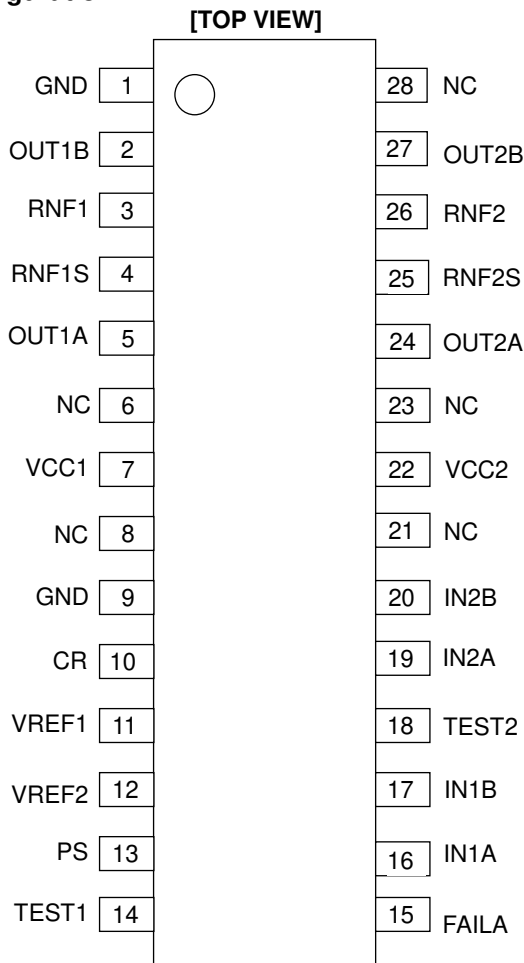 [TOP VIEW]
GND 1 28 NC
OUT1B 2 27 OUT2B
RNF1 3 26 RNF2
RNF1S 4 25 RNF2S
OUT1A 5 24 OUT2A
NC 6 23 NC
VCC1 7 22 VCC2
NC 8 21 NC
GND 9 20 IN2B
CR 10 19 IN2A
VREF1 11 18 TEST2
VREF2 12 17 IN1B
PS 13 16 IN1A
TEST1 14 15 FAILA